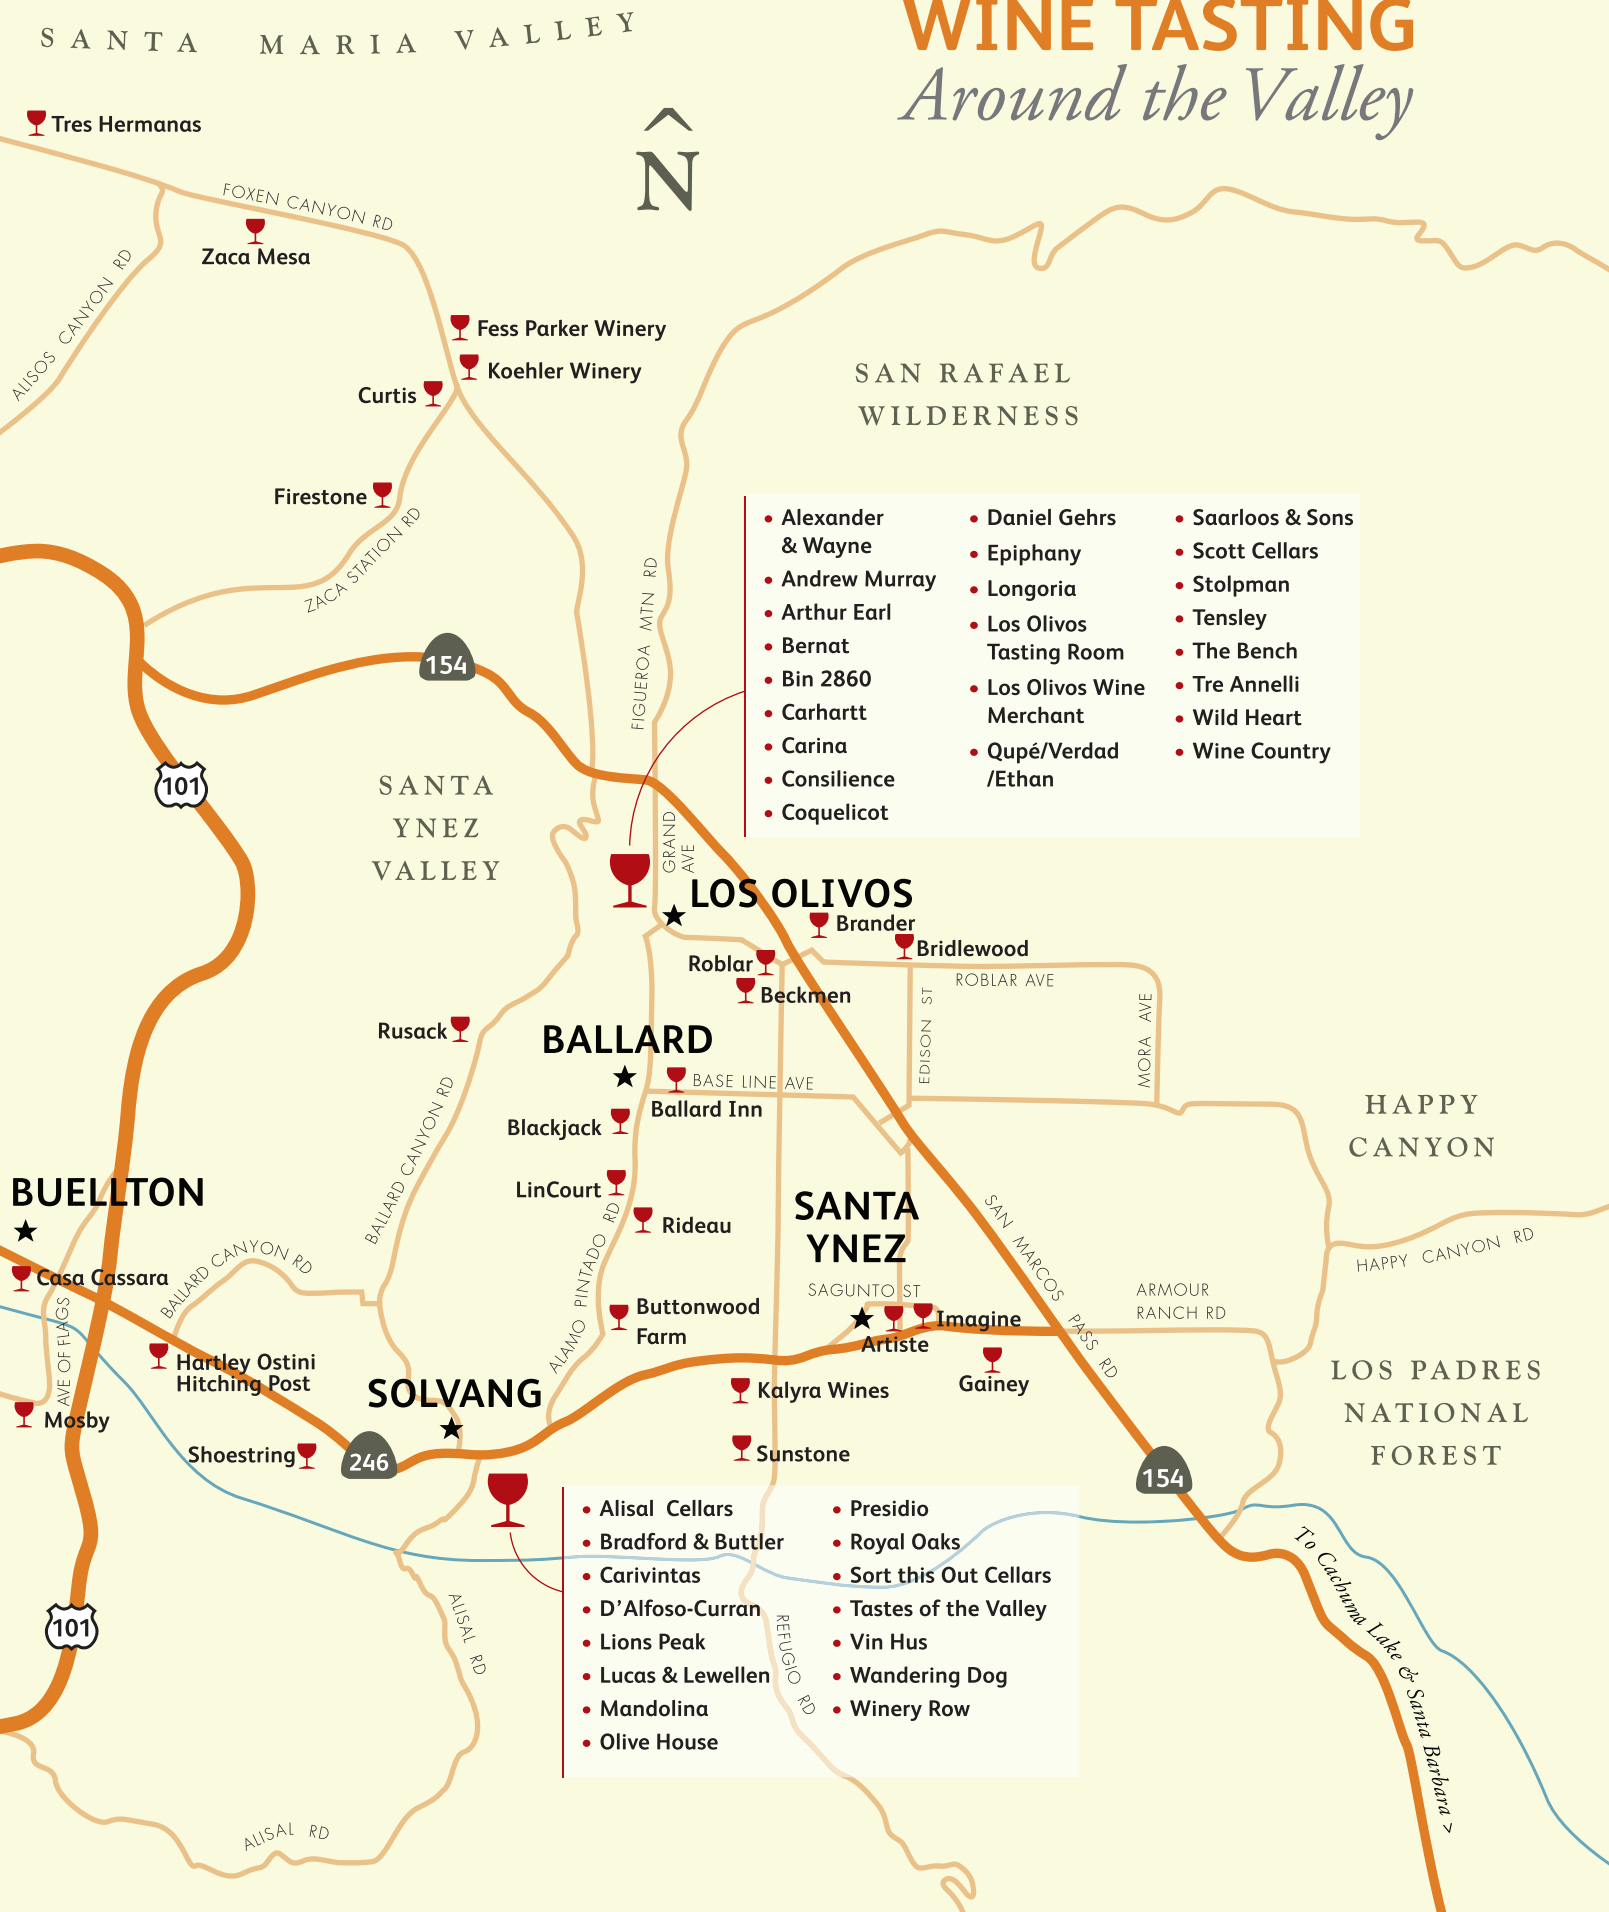 WINE TASTING
Around the Valley
SANTA MARIA VALLEY
N
Tres Hermanas
FOXEN CANYON RD
Zaca Mesa
ALISOS CANYON RD
Fess Parker Winery
Koehler Winery
Curtis
Firestone
ZACA STATION RD
SAN RAFAEL
WILDERNESS
FIGUEROA MTN RD
154
101
SANTA
YNEZ
VALLEY
• Alexander
& Wayne
• Andrew Murray
• Arthur Earl
• Bernat
• Bin 2860
• Carhartt
• Carina
• Consilience
• Coquelicot
• Daniel Gehrs
• Epiphany
• Longoria
• Los Olivos
Tasting Room
• Los Olivos Wine
Merchant
• Qupé/Verdad
/Ethan
• Saarloos & Sons
• Scott Cellars
• Stolpman
• Tensley
• The Bench
• Tre Annelli
• Wild Heart
• Wine Country
GRAND
AVE
LOS OLIVOS
Brander
Bridlewood
Roblar
Beckmen
ROBLAR AVE
EDISON ST
MORA AVE
Rusack
BALLARD
BASE LINE AVE
Ballard Inn
Blackjack
BALLARD CANYON RD
LinCourt
Rideau
HAPPY
CANYON
BUELLTON
SANTA
YNEZ
SAN MARCOS PASS RD
HAPPY CANYON RD
Casa Cassara
BALLARD CANYON RD
ALAMO PINTADO RD
SAGUNTO ST
ARMOUR
RANCH RD
Buttonwood
Farm
Imagine
Artiste
AVE OF FLAGS
Hartley Ostini
Hitching Post
Gainey
LOS PADRES
NATIONAL
FOREST
SOLVANG
Kalyra Wines
Mosby
Shoestring
246
Sunstone
154
• Alisal Cellars
• Bradford & Buttler
• Carivintas
• D’Alfoso-Curran
• Lions Peak
• Lucas & Lewellen
• Mandolina
• Olive House
• Presidio
• Royal Oaks
• Sort this Out Cellars
• Tastes of the Valley
• Vin Hus
• Wandering Dog
• Winery Row
To Cachuma Lake & Santa Barbara >
101
ALISAL RD
REFUGIO RD
ALISAL RD